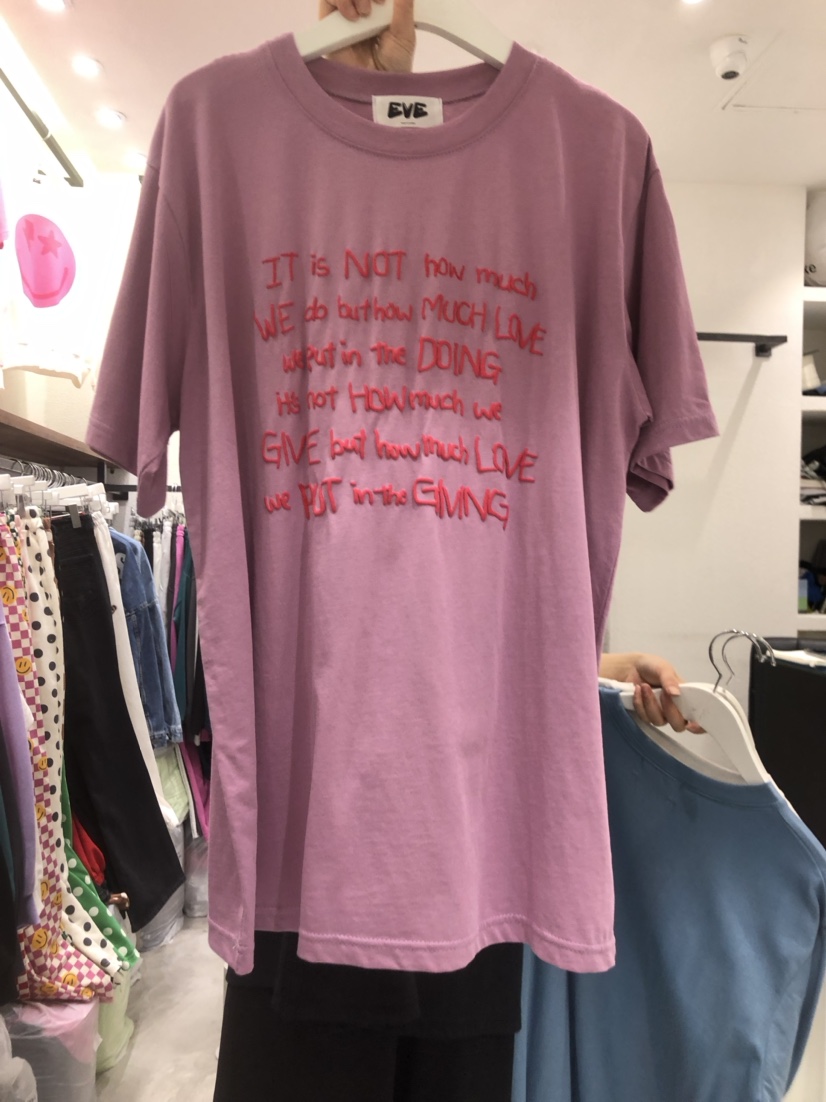 EVE
IT is NOT how much
WE do but how MUCH LOVE
we put in the DOING
it's not HOW much we
GIVE but how much LOVE
we PUT in the GIVING